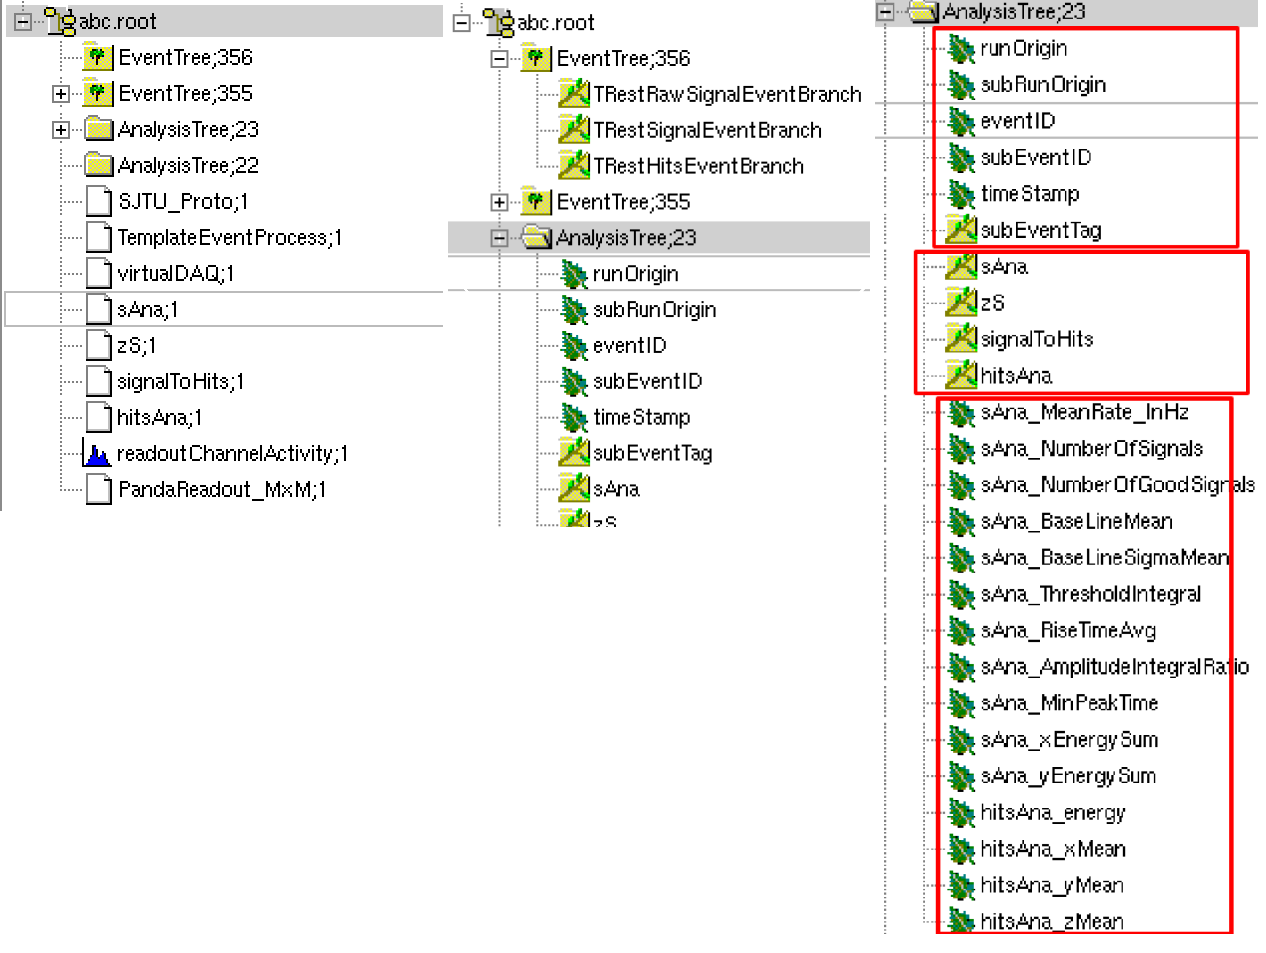 abc.root
EventTree;356
EventTree;355
AnalysisTree;23
AnalysisTree;22
SJTU_Proto;1
TemplateEventProcess;1
virtualDAQ;1
sAna;1
zS;1
signalToHits;1
hitsAna;1
readoutChannelActivity;1
PandaReadout_MxM;1
abc.root
EventTree;356
TRestRawSignalEventBranch
TRestSignalEventBranch
TRestHitsEventBranch
EventTree;355
AnalysisTree;23
runOrigin
subRunOrigin
eventID
subEventID
timeStamp
subEventTag
sAna
zS
AnalysisTree;23
runOrigin
subRunOrigin
eventID
subEventID
timeStamp
subEventTag
sAna
zS
signalToHits
hitsAna
sAna_MeanRate_InHz
sAna_NumberOfSignals
sAna_NumberOfGoodSignals
sAna_BaseLineMean
sAna_BaseLineSigmaMean
sAna_ThresholdIntegral
sAna_RiseTimeAvg
sAna_AmplitudeIntegralRatio
sAna_MinPeakTime
sAna_xEnergySum
sAna_yEnergySum
hitsAna_energy
hitsAna_xMean
hitsAna_yMean
hitsAna_zMean